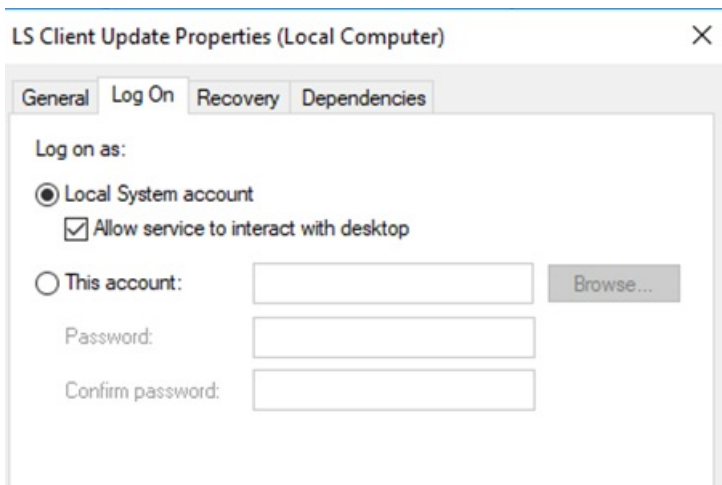 LS Client Update Properties (Local Computer)
General Log On Recovery Dependencies
Log on as:
Local System account
Allow service to interact with desktop
This account: Browse...
Password:
Confirm password: